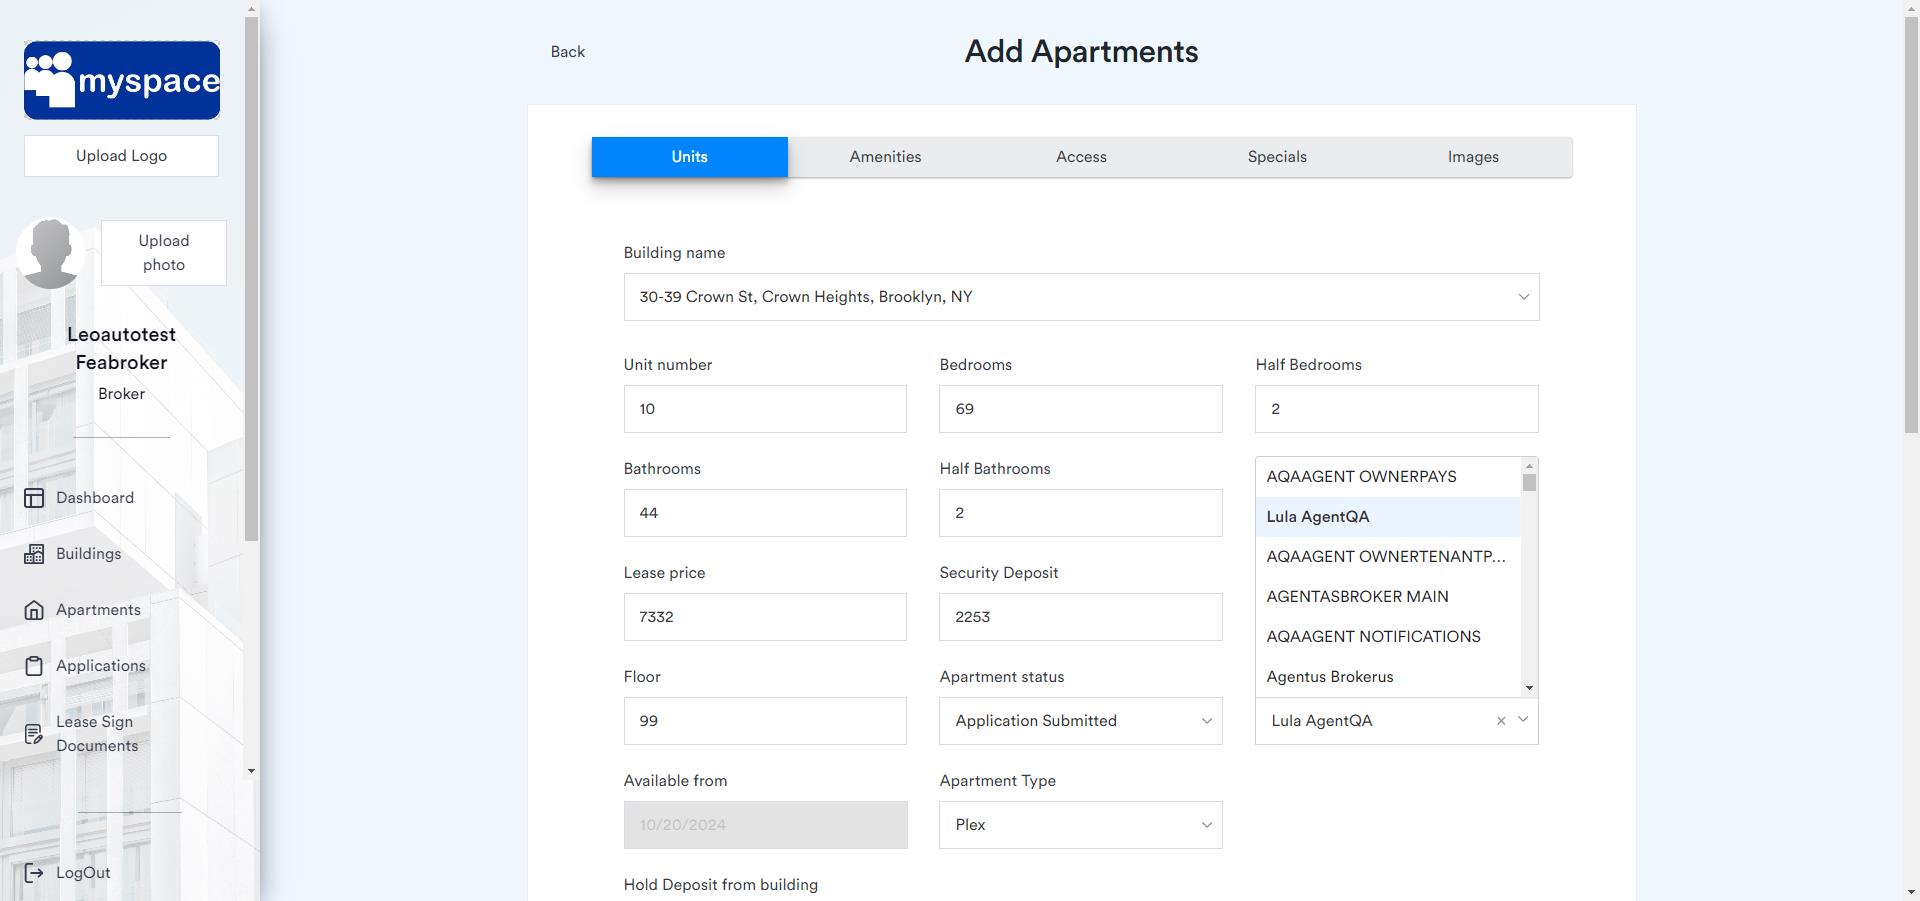 myspace
Upload Logo
Upload
photo
Leoautotest
Feabroker
Broker
Dashboard
Buildings
Apartments
Applications
Lease Sign
Documents
LogOut
Back
Add Apartments
Units
Amenities
Access
Specials
Images
Building name
30-39 Crown St, Crown Heights, Brooklyn, NY
Unit number
Bedrooms
Half Bedrooms
10
69
2
Bathrooms
Half Bathrooms
44
2
Lease price
Security Deposit
7332
2253
Floor
Apartment status
99
Application Submitted
AQAAGENT OWNERPAYS
Lula AgentQA
AQAAGENT OWNERTENANTP...
AGENTASBROKER MAIN
AQAAGENT NOTIFICATIONS
Agentus Brokerus
Lula AgentQA
Available from
Apartment Type
10/20/2024
Plex
Hold Deposit from building